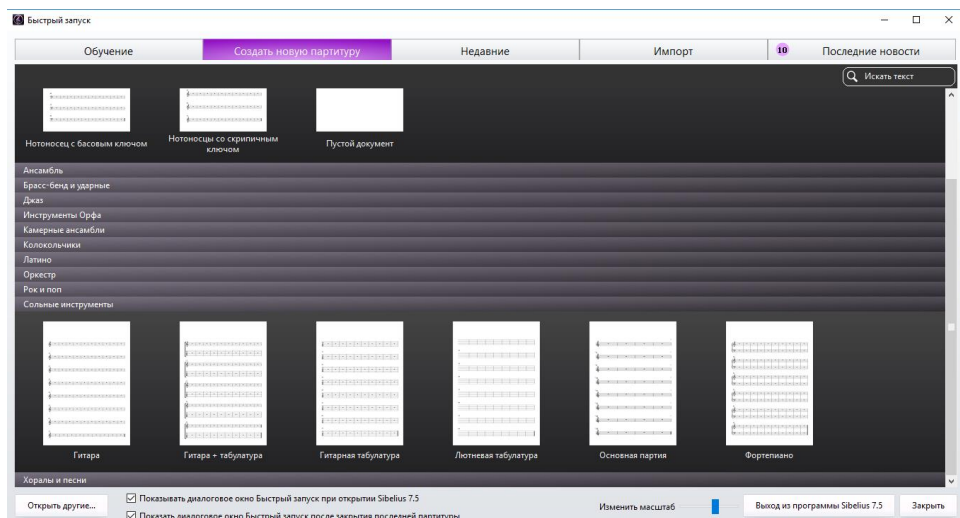 Быстрый запуск
Обучение
Создать новую партитуру
Недавние
Импорт
10
Последние новости
Искать текст
Нотоносец с басовым ключом
Нотоносцы со скрипичным
ключом
Пустой документ
Ансамбль
Брасс-бенд и ударные
Джаз
Инструменты Орфа
Камерные ансамбли
Колокольчики
Латино
Оркестр
Рок и поп
Сольные инструменты
Гитара
Гитара + табулатура
Гитарная табулатура
Лютневая табулатура
Основная партия
Фортепиано
Хоралы и песни
Открыть другие...
Показывать диалоговое окно Быстрый запуск при открытии Sibelius 7.5
Показать диалоговое окно Быстрый запуск после закрытия последней партитуры
Изменить масштаб
Выход из программы Sibelius 7.5
Закрыть